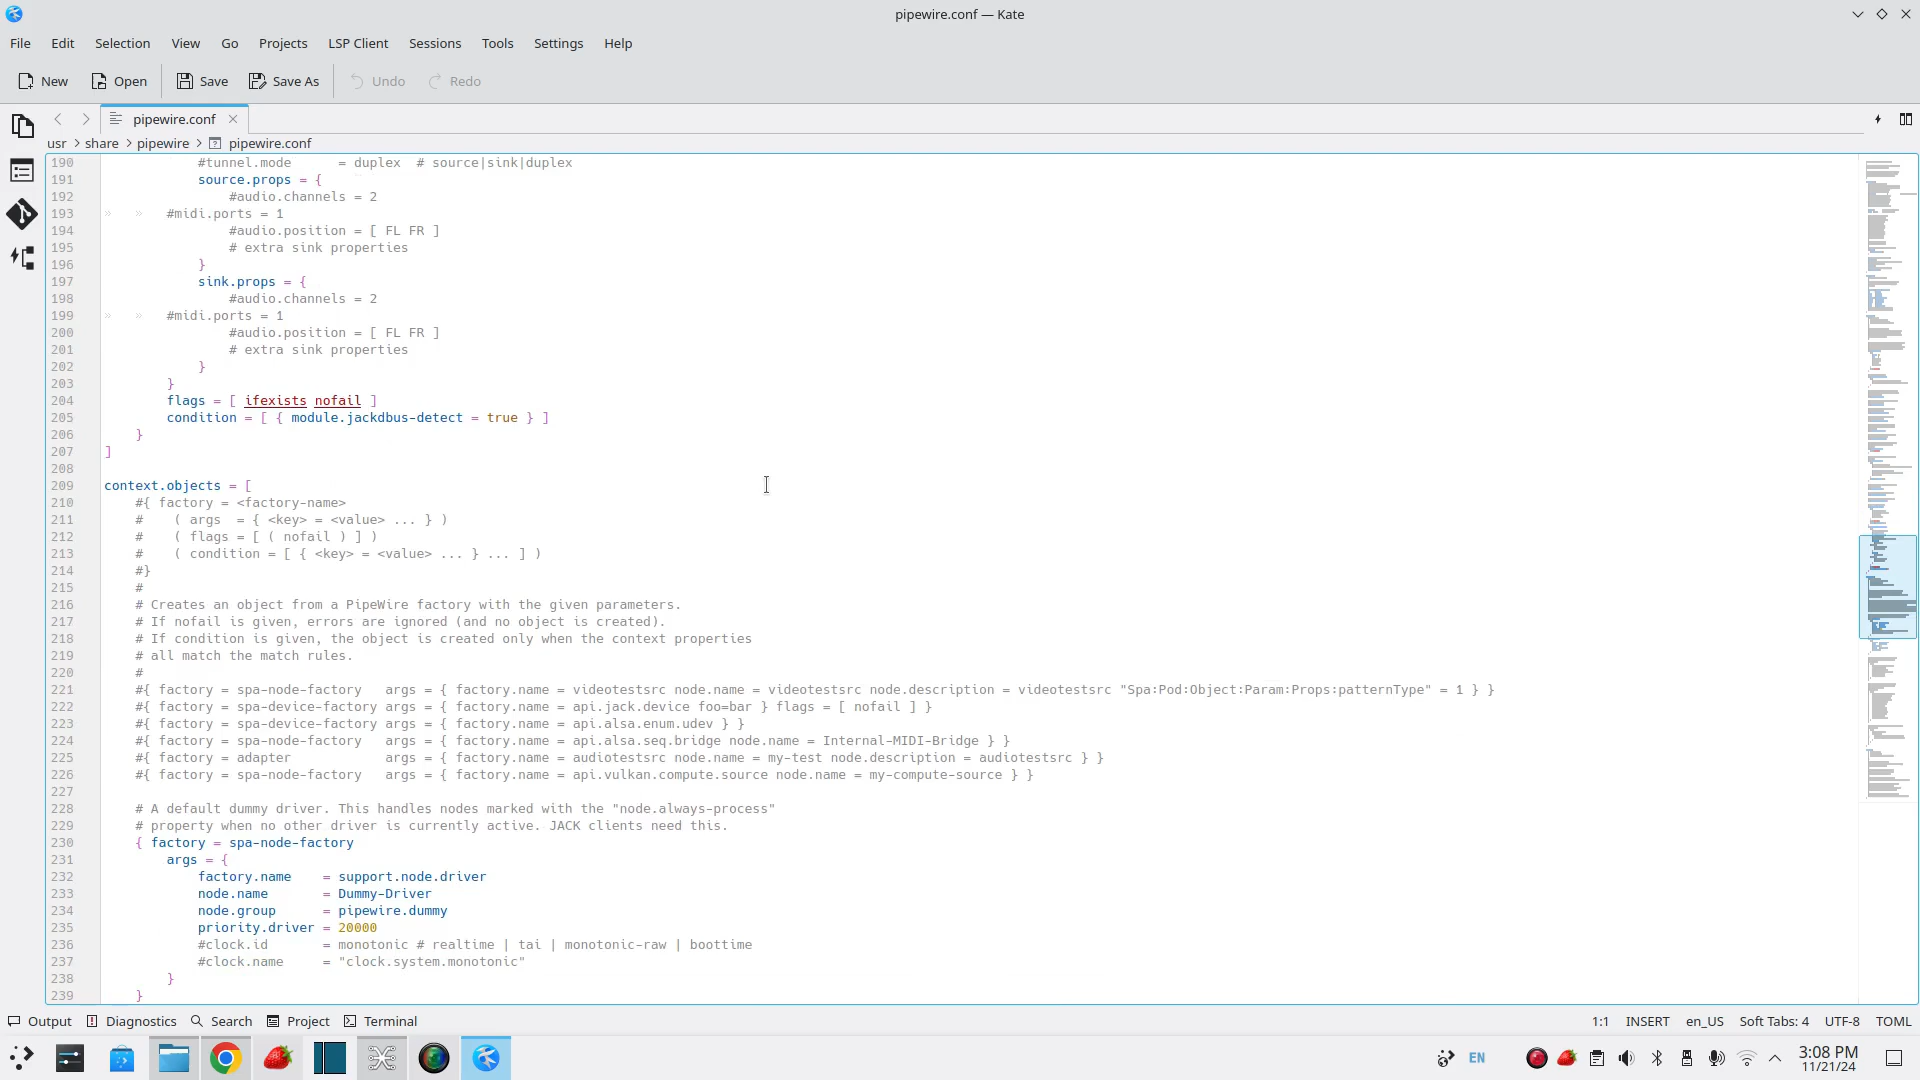 pipewire.conf — Kate
File Edit Selection View Go Projects LSP Client Sessions Tools Settings Help
New Open Save Save As Undo Redo
pipewire.conf
usr > share > pipewire > pipewire.conf
190 #tunnel.mode = duplex # source|sink|duplex
191 source.props = {
192 #audio.channels = 2
193 » » #midi.ports = 1
194 #audio.position = [ FL FR ]
195 # extra sink properties
196 }
197 sink.props = {
198 #audio.channels = 2
199 » » #midi.ports = 1
200 #audio.position = [ FL FR ]
201 # extra sink properties
202 }
203 }
204 flags = [ ifexists nofail ]
205 condition = [ { module.jackdbus-detect = true } ]
206 }
207 ]
208
209 context.objects = [
210 #{ factory = <factory-name>
211 # ( args = { <key> = <value> ... } )
212 # ( flags = [ ( nofail ) ] )
213 # ( condition = [ { <key> = <value> ... } ... ] )
214 #}
215 #
216 # Creates an object from a PipeWire factory with the given parameters.
217 # If nofail is given, errors are ignored (and no object is created).
218 # If condition is given, the object is created only when the context properties
219 # all match the match rules.
220 #
221 #{ factory = spa-node-factory args = { factory.name = videotestsrc node.name = videotestsrc node.description = videotestsrc "Spa:Pod:Object:Param:Props:patternType" = 1 } }
222 #{ factory = spa-device-factory args = { factory.name = api.jack.device foo=bar } flags = [ nofail ] }
223 #{ factory = spa-device-factory args = { factory.name = api.alsa.enum.udev } }
224 #{ factory = spa-node-factory args = { factory.name = api.alsa.seq.bridge node.name = Internal-MIDI-Bridge } }
225 #{ factory = adapter args = { factory.name = audiotestsrc node.name = my-test node.description = audiotestsrc } }
226 #{ factory = spa-node-factory args = { factory.name = api.vulkan.compute.source node.name = my-compute-source } }
227
228 # A default dummy driver. This handles nodes marked with the "node.always-process"
229 # property when no other driver is currently active. JACK clients need this.
230 { factory = spa-node-factory
231 args = {
232 factory.name = support.node.driver
233 node.name = Dummy-Driver
234 node.group = pipewire.dummy
235 priority.driver = 20000
236 #clock.id = monotonic # realtime | tai | monotonic-raw | boottime
237 #clock.name = "clock.system.monotonic"
238 }
239 }
Output Diagnostics Search Project Terminal 1:1 INSERT en_US Soft Tabs: 4 UTF-8 TOML
EN 3:08 PM
11/21/24